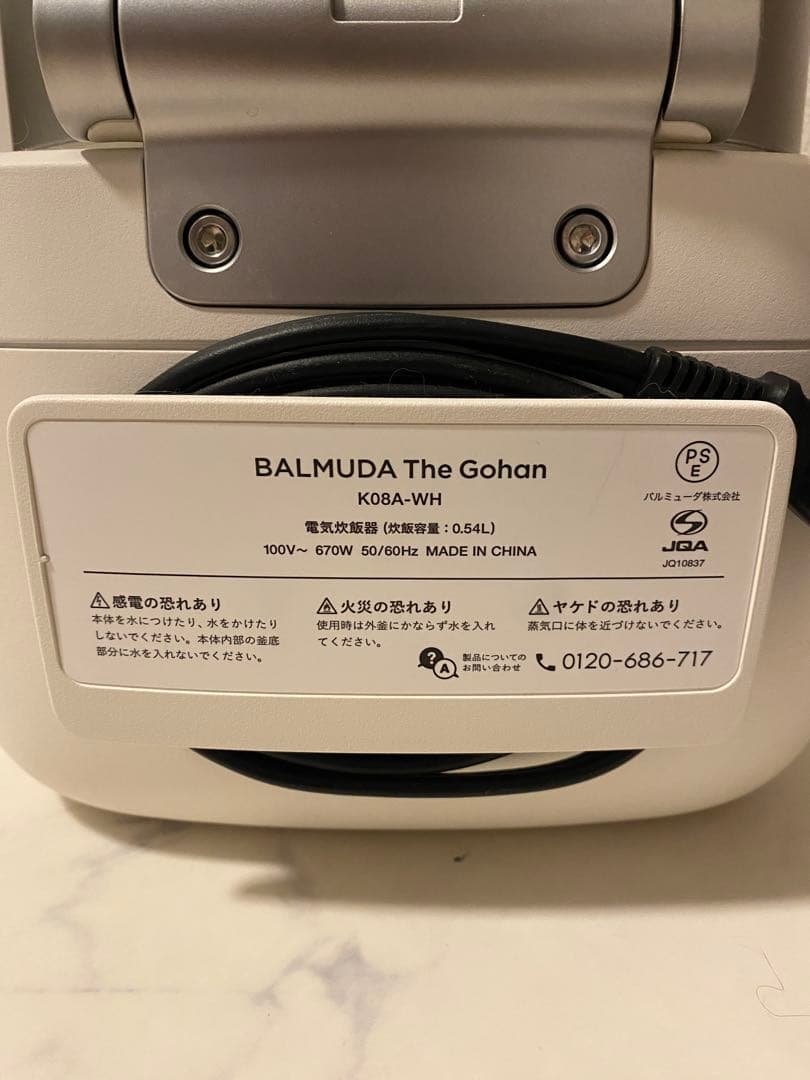 BALMUDA The Gohan
K08A-WH
電気炊飯器 (炊飯容量：0.54L)
100V～ 670W 50/60Hz MADE IN CHINA
PS
E
バルミューダ株式会社
JQA
JQ10837
感電の恐れあり
本体を水につけたり、水をかけたり
しないでください。本体内部の釜底
部分に水を入れないでください。
火災の恐れあり
使用時は外釜にかならず水を入れ
てください。
ヤケドの恐れあり
蒸気口に体を近づけないでください。
?
A
製品についての
お問い合わせ
0120-686-717